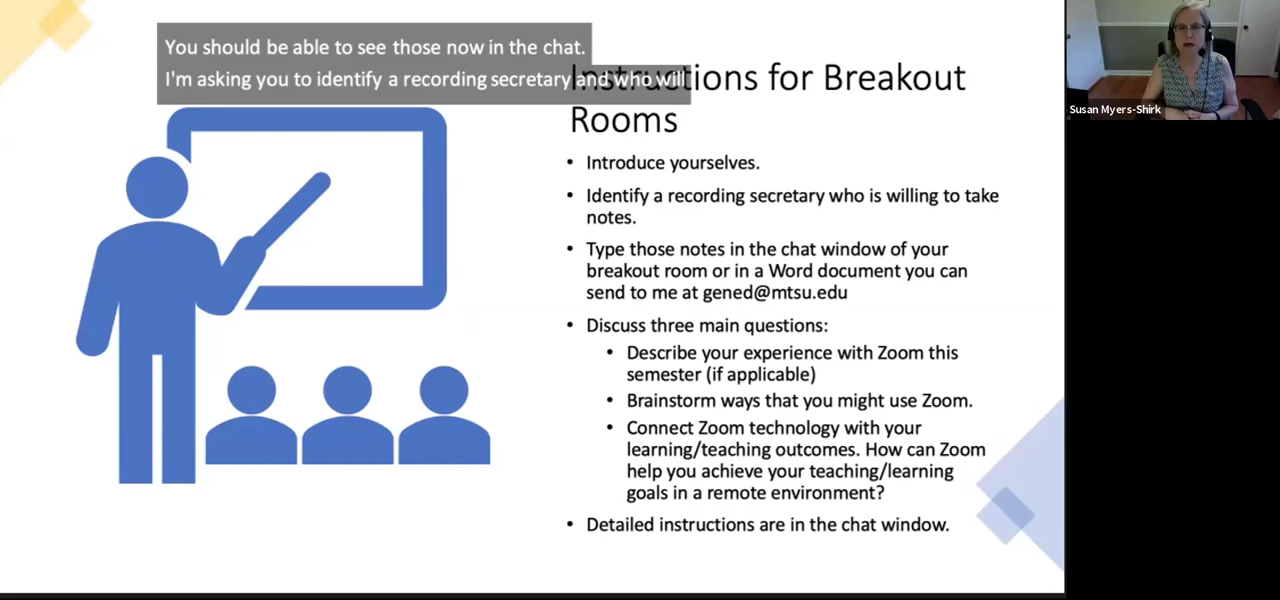 You should be able to see those now in the chat.
I'm asking you to identify a recording secretary and who will
Instructions for Breakout
Rooms
• Introduce yourselves.
• Identify a recording secretary who is willing to take
notes.
• Type those notes in the chat window of your
breakout room or in a Word document you can
send to me at gened@mtsu.edu
• Discuss three main questions:
• Describe your experience with Zoom this
semester (if applicable)
• Brainstorm ways that you might use Zoom.
• Connect Zoom technology with your
learning/teaching outcomes. How can Zoom
help you achieve your teaching/learning
goals in a remote environment?
• Detailed instructions are in the chat window.
Susan Myers-Shirk